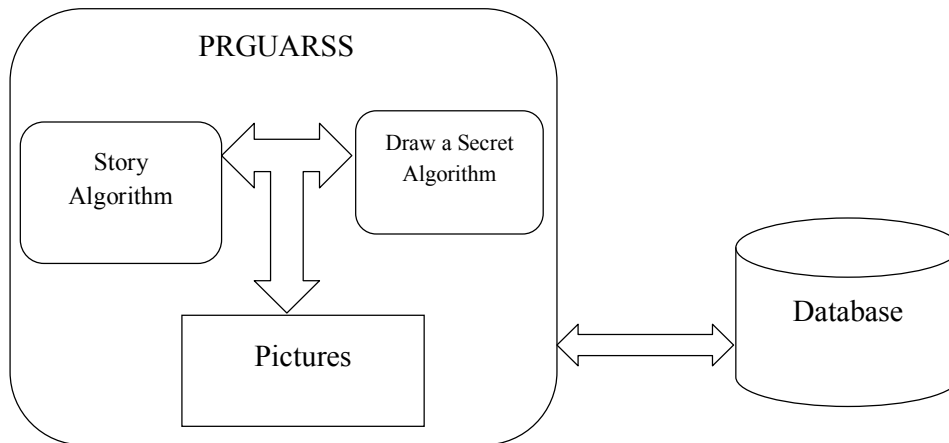 PRGUARSS
Story
Algorithm
Draw a Secret
Algorithm
Pictures
Database